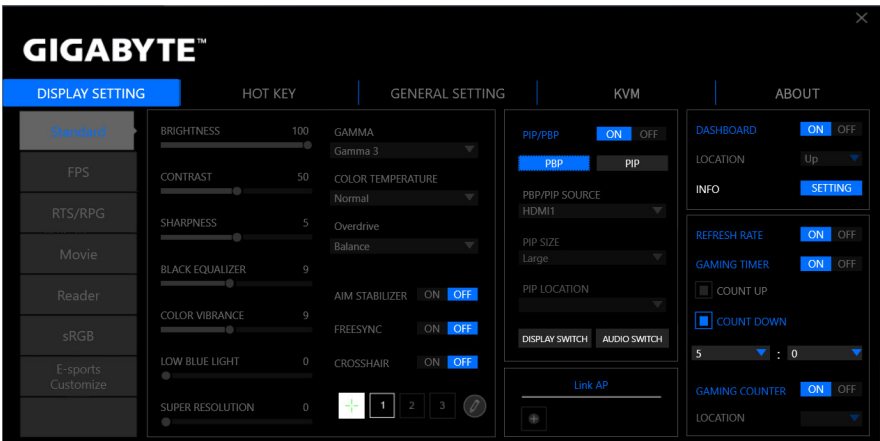 GIGABYTE™
DISPLAY SETTING
HOT KEY
GENERAL SETTING
KVM
ABOUT
Standard
FPS
RTS/RPG
Movie
Reader
sRGB
E-sports
Customize
BRIGHTNESS 100
CONTRAST 50
SHARPNESS 5
BLACK EQUALIZER 9
COLOR VIBRANCE 9
LOW BLUE LIGHT 0
SUPER RESOLUTION 0
GAMMA
Gamma 3
COLOR TEMPERATURE
Normal
Overdrive
Balance
AIM STABILIZER ON OFF
FREESYNC ON OFF
CROSSHAIR ON OFF
1 2 3
PIP/PBP ON OFF
PBP PIP
PBP/PIP SOURCE
HDMI1
PIP SIZE
Large
PIP LOCATION
DISPLAY SWITCH AUDIO SWITCH
Link AP
DASHBOARD ON OFF
LOCATION Up
INFO SETTING
REFRESH RATE ON OFF
GAMING TIMER ON OFF
COUNT UP
COUNT DOWN
5 : 0
GAMING COUNTER ON OFF
LOCATION